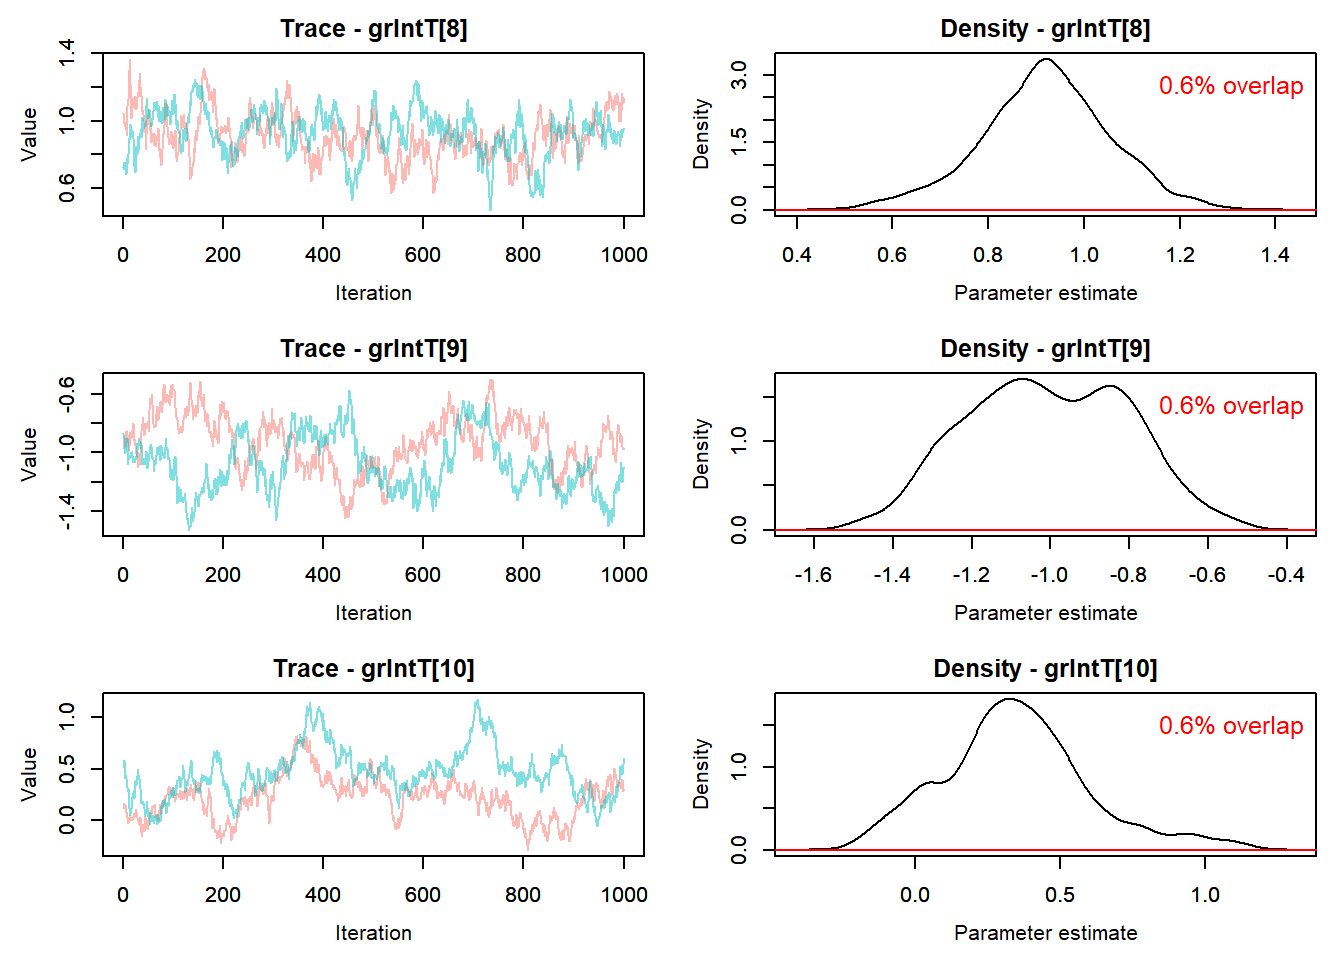 Trace - grIntT[8]
Value
0.6 1.0 1.4
0 200 400 600 800 1000
Iteration
Density - grIntT[8]
0.6% overlap
Density
0.0 1.5 3.0
0.4 0.6 0.8 1.0 1.2 1.4
Parameter estimate
Trace - grIntT[9]
Value
-1.4 -1.0 -0.6
0 200 400 600 800 1000
Iteration
Density - grIntT[9]
0.6% overlap
Density
0.0 1.0
-1.6 -1.4 -1.2 -1.0 -0.8 -0.6 -0.4
Parameter estimate
Trace - grIntT[10]
Value
0.0 0.5 1.0
0 200 400 600 800 1000
Iteration
Density - grIntT[10]
0.6% overlap
Density
0.0 1.0
0.0 0.5 1.0
Parameter estimate